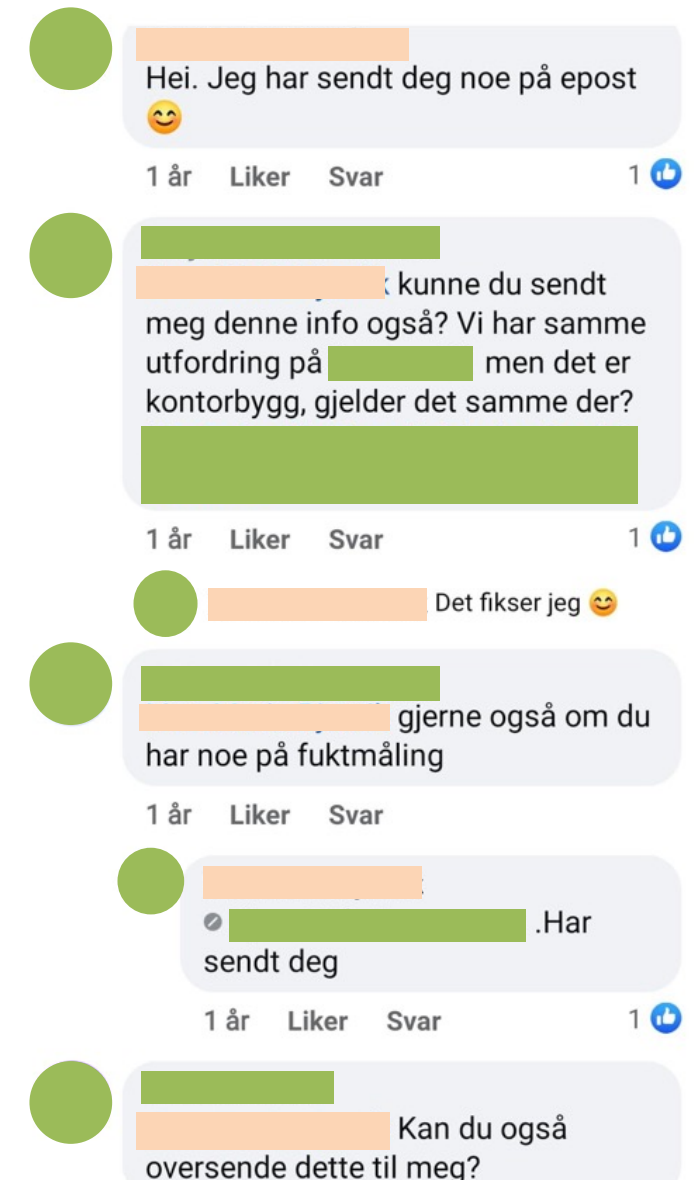 Hei. Jeg har sendt deg noe på epost
😊
1 år Liker Svar 1
kunne du sendt
meg denne info også? Vi har samme
utfordring på men det er
kontorbygg, gjelder det samme der?
1 år Liker Svar 1
Det fikser jeg 😊
gjerne også om du
har noe på fuktmåling
1 år Liker Svar
.Har
sendt deg
1 år Liker Svar 1
Kan du også
oversende dette til meg?